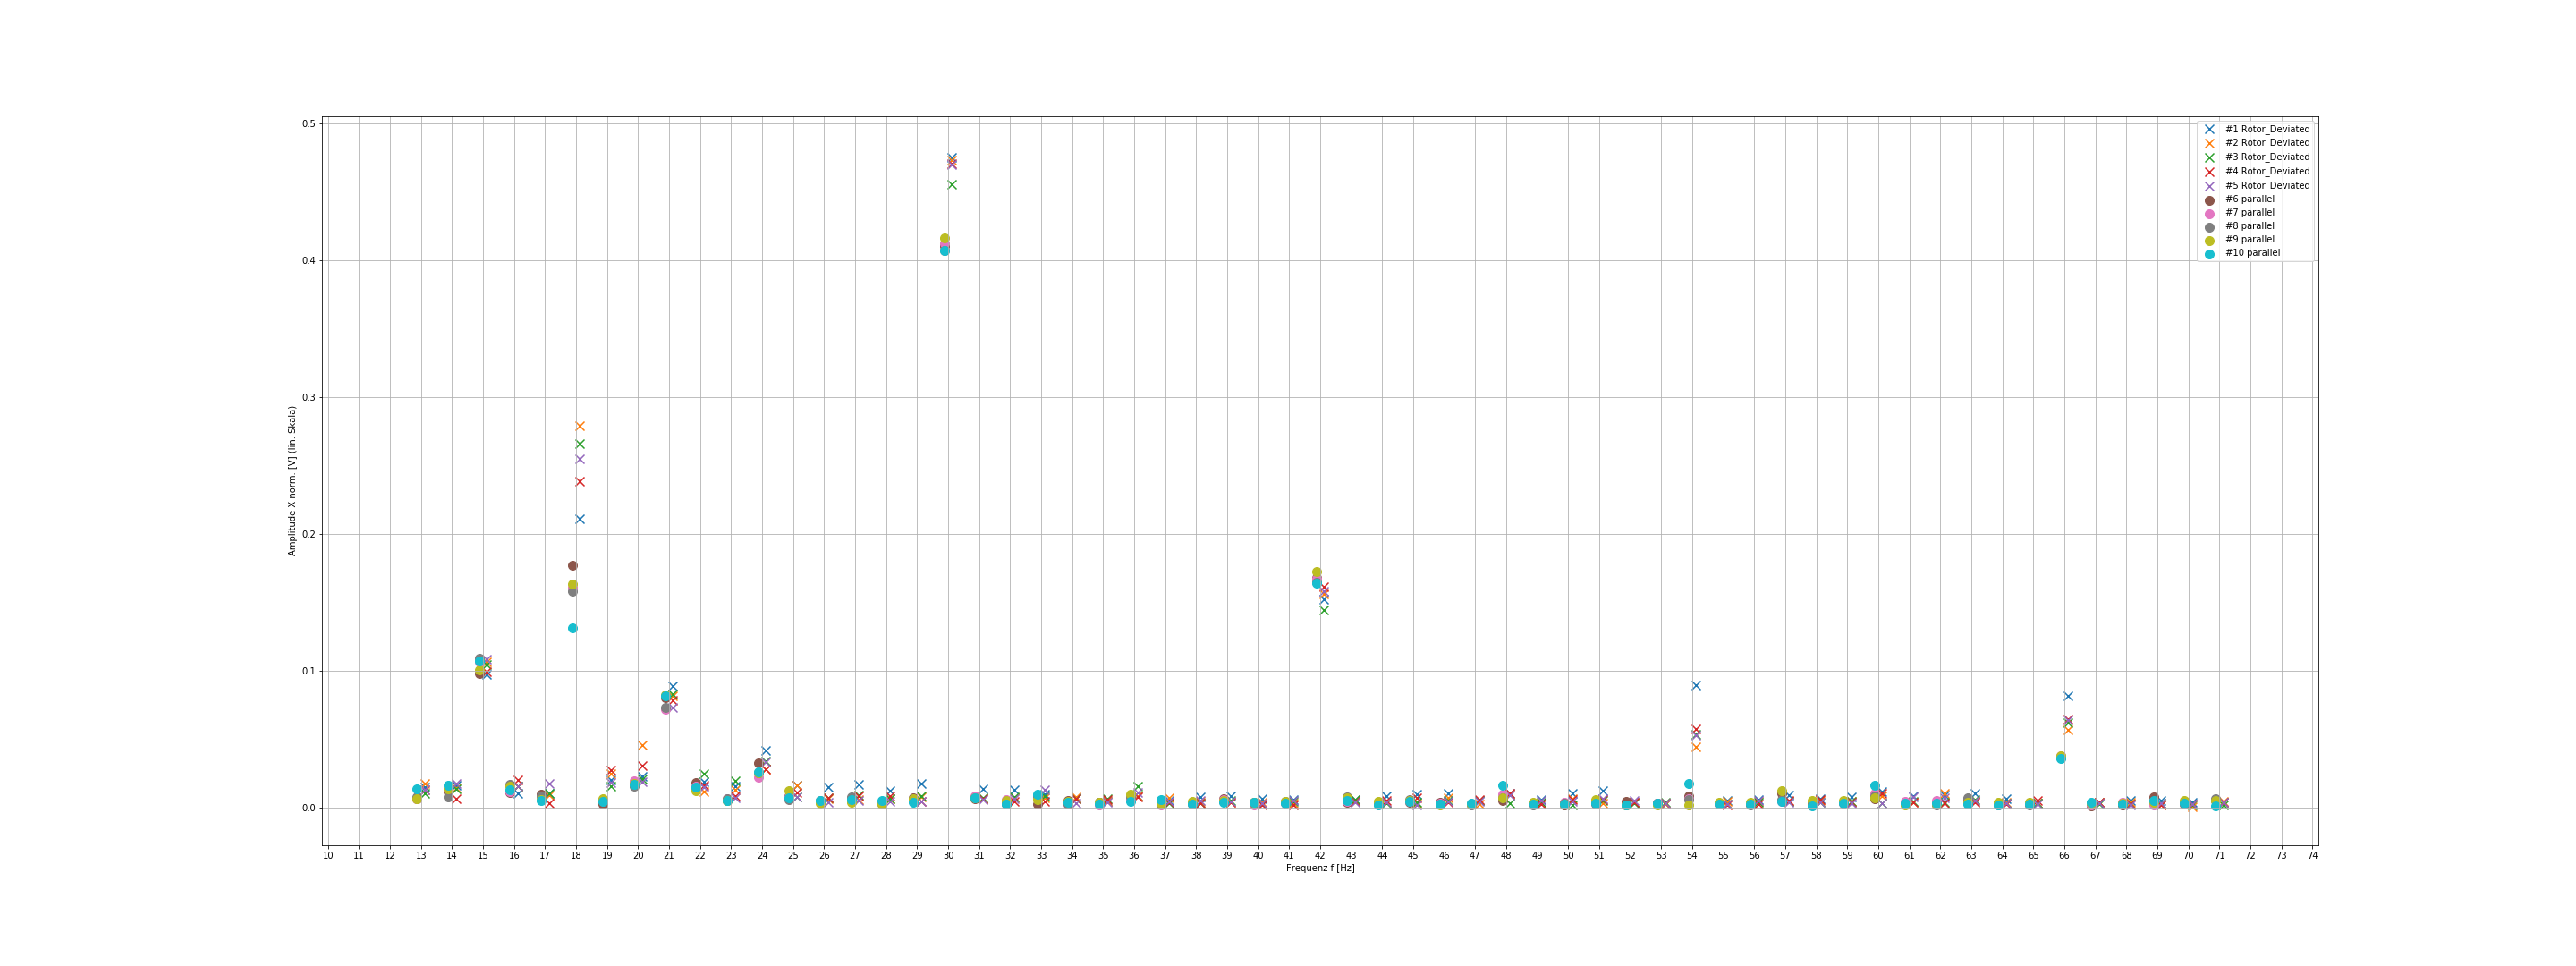 0.5
0.4
0.3
0.2
0.1
0.0
Amplitude X norm. [V] (lin. Skala)
#1 Rotor_Deviated
#2 Rotor_Deviated
#3 Rotor_Deviated
#4 Rotor_Deviated
#5 Rotor_Deviated
#6 parallel
#7 parallel
#8 parallel
#9 parallel
#10 parallel
10 11 12 13 14 15 16 17 18 19 20 21 22 23 24 25 26 27 28 29 30 31 32 33 34 35 36 37 38 39 40 41 42 43 44 45 46 47 48 49 50 51 52 53 54 55 56 57 58 59 60 61 62 63 64 65 66 67 68 69 70 71 72 73 74
Frequenz f [Hz]